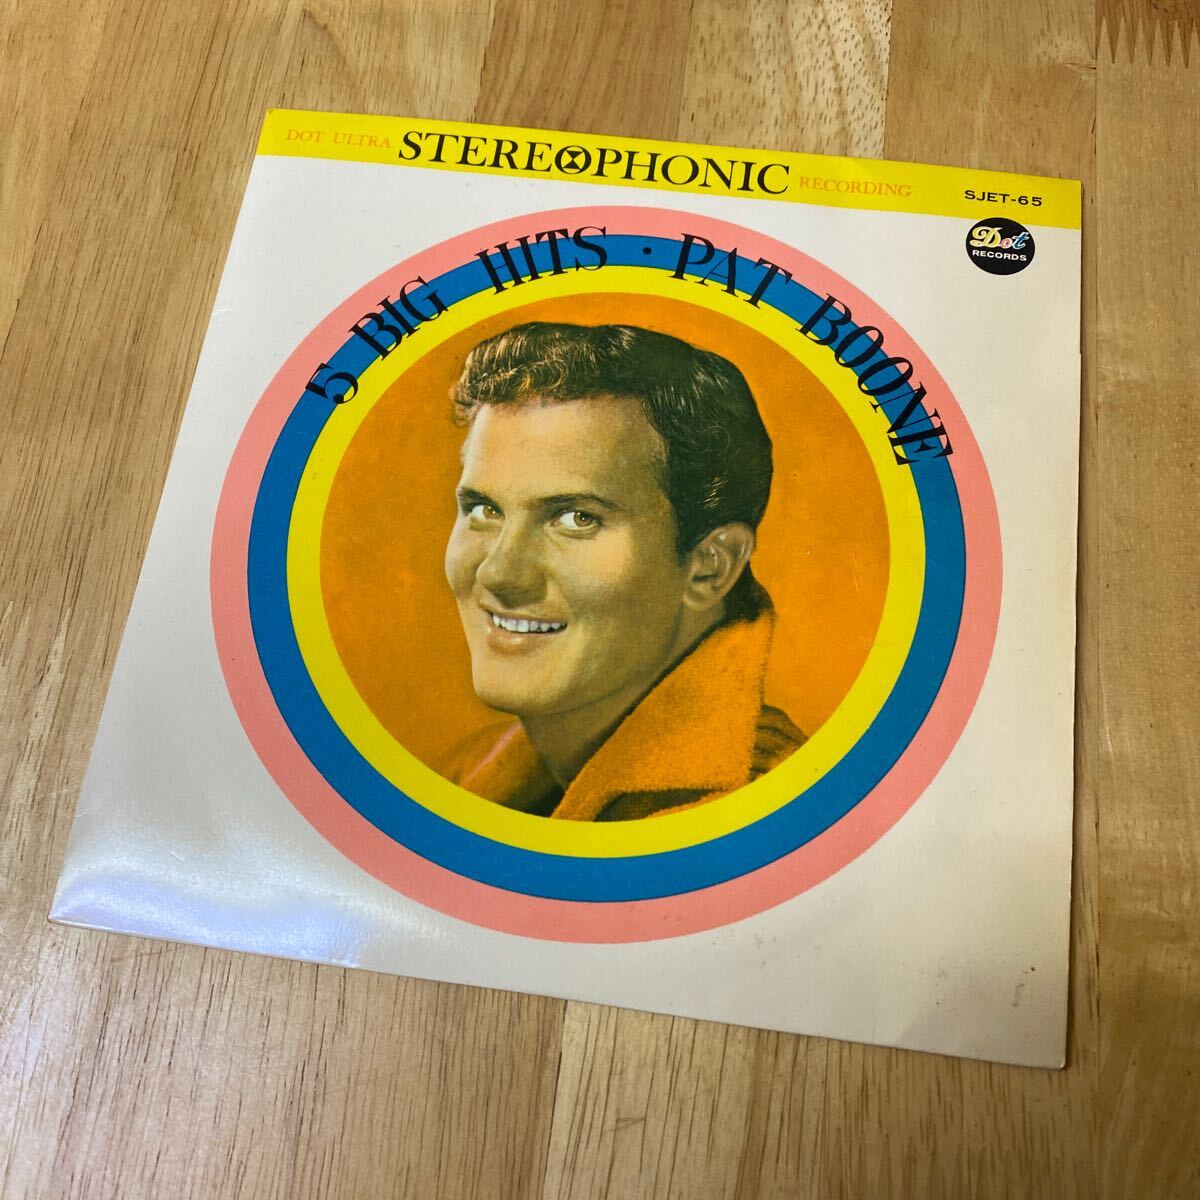 DOT ULTRA STEREOPHONIC RECORDING
SJET-65
Dot
RECORDS
5 BIG HITS · PAT BOONE